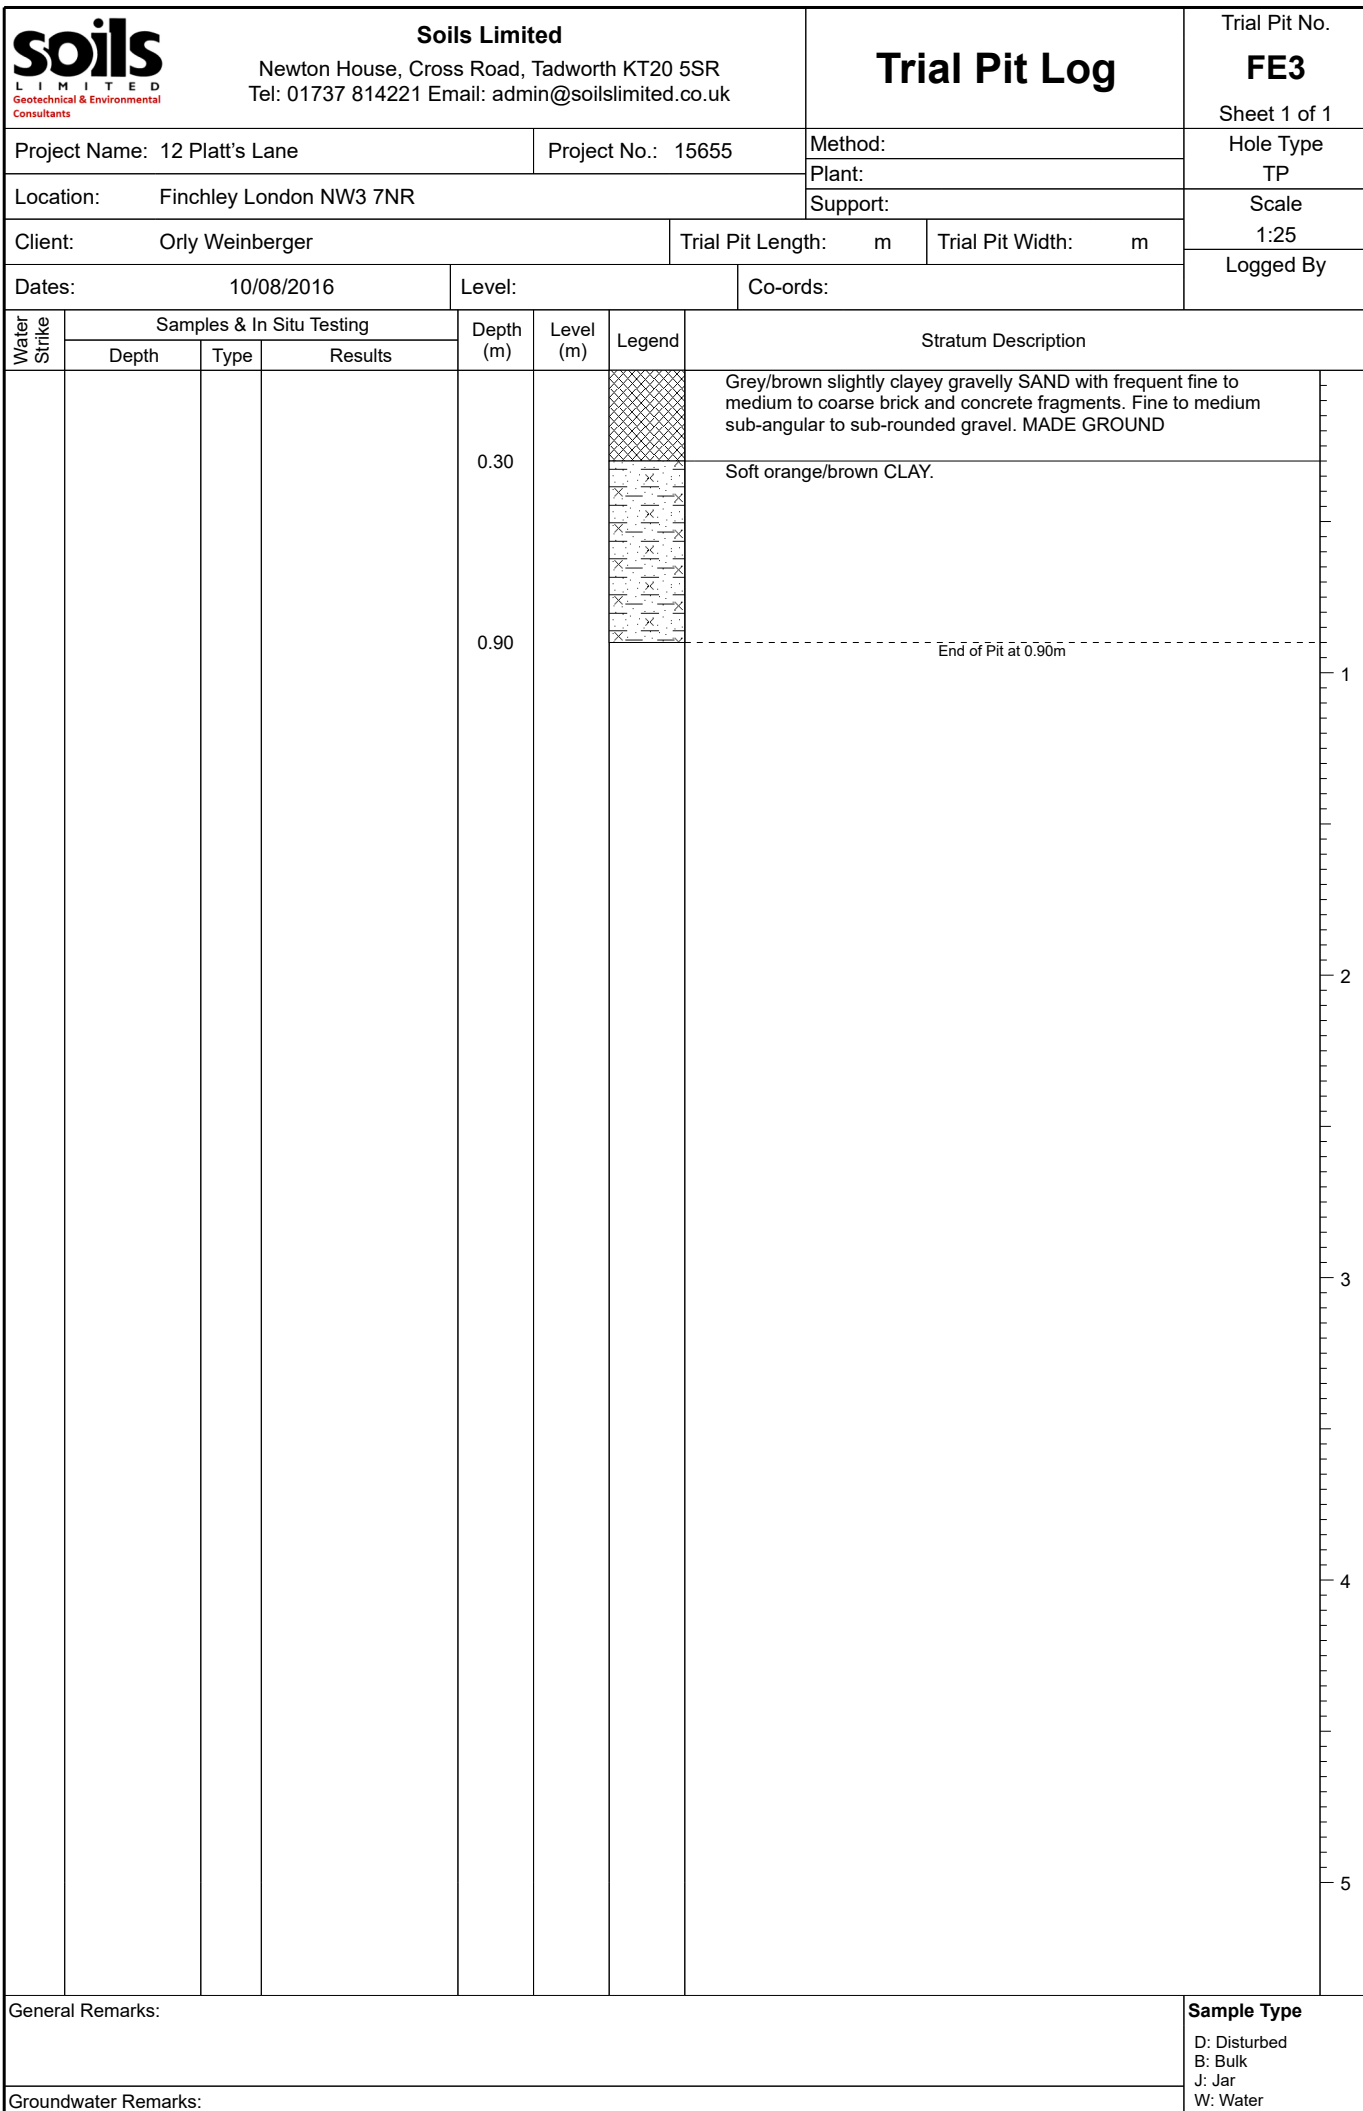 soils
LIMITED
Geotechnical & Environmental
Consultants
Soils Limited
Newton House, Cross Road, Tadworth KT20 5SR
Tel: 01737 814221 Email: admin@soilslimited.co.uk
Trial Pit Log
Trial Pit No.
FE3
Sheet 1 of 1
Project Name: 12 Platt's Lane
Project No.: 15655
Method:
Plant:
Support:
Hole Type
TP
Location: Finchley London NW3 7NR
Scale
1:25
Client: Orly Weinberger
Trial Pit Length: m
Trial Pit Width: m
Logged By
Dates: 10/08/2016
Level:
Co-ords:
Water
Strike
Samples & In Situ Testing
Depth
Type
Results
Depth
(m)
Level
(m)
Legend
Stratum Description
Grey/brown slightly clayey gravelly SAND with frequent fine to
medium to coarse brick and concrete fragments. Fine to medium
sub-angular to sub-rounded gravel. MADE GROUND
0.30
Soft orange/brown CLAY.
0.90
End of Pit at 0.90m
1
2
3
4
5
General Remarks:
Groundwater Remarks:
Sample Type
D: Disturbed
B: Bulk
J: Jar
W: Water